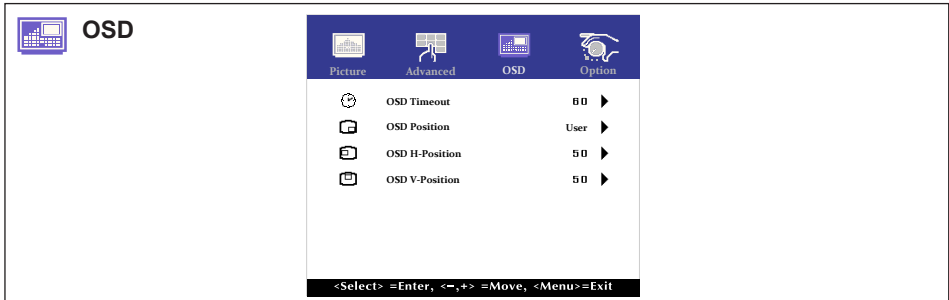 OSD
Picture Advanced OSD Option
OSD Timeout 60
OSD Position User
OSD H-Position 50
OSD V-Position 50
<Select> =Enter, <−,+> =Move, <Menu>=Exit